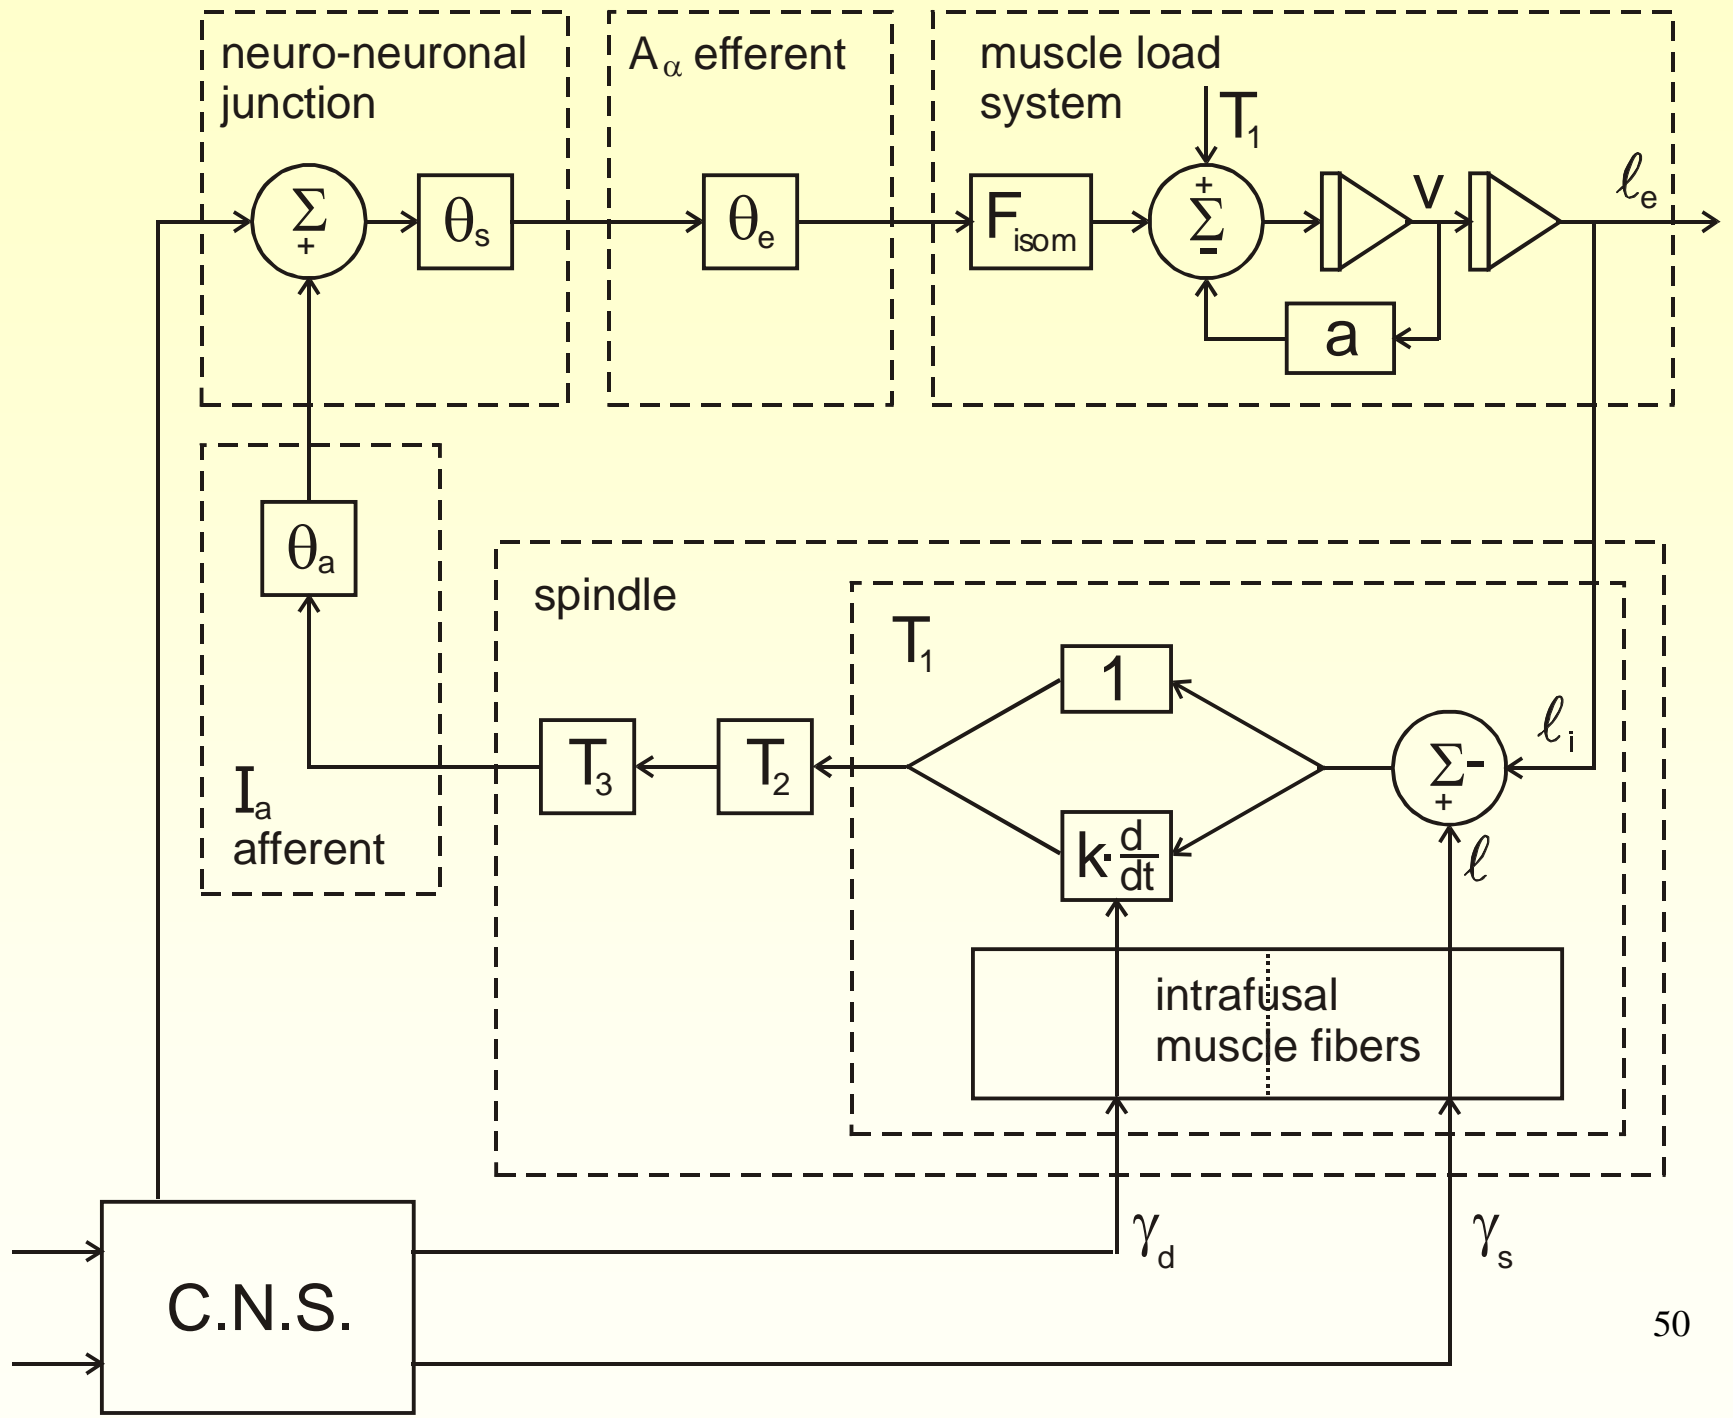 neuro-neuronal
junction
Σ
+
θs
Aα efferent
θe
muscle load
system
T1
Fisom
+
Σ
-
v
ℓe
a
θa
Ia
afferent
spindle
T1
1
T3
T2
k· d/dt
Σ-
+
ℓi
ℓ
intrafusal
muscle fibers
γd
γs
C.N.S.
50